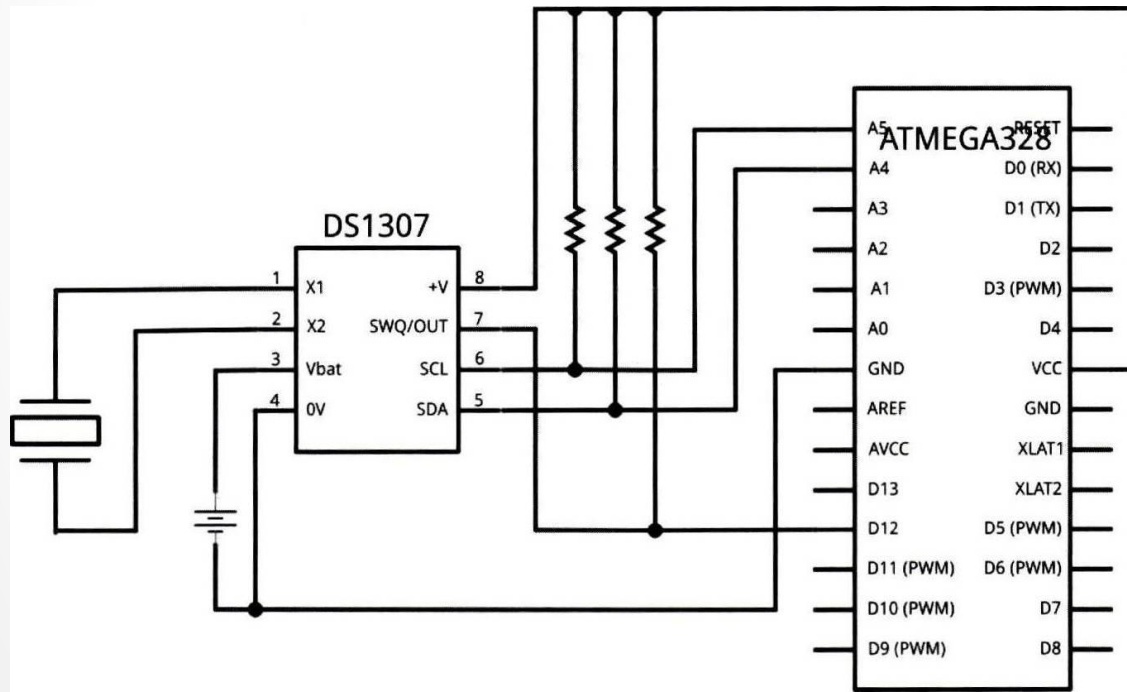 DS1307
1
X1
2
X2
3
Vbat
4
0V
+V
8
SWQ/OUT
7
SCL
6
SDA
5
ATMEGA328
A5
A4
A3
A2
A1
A0
GND
AREF
AVCC
D13
D12
D11 (PWM)
D10 (PWM)
D9 (PWM)
RESET
D0 (RX)
D1 (TX)
D2
D3 (PWM)
D4
VCC
GND
XLAT1
XLAT2
D5 (PWM)
D6 (PWM)
D7
D8